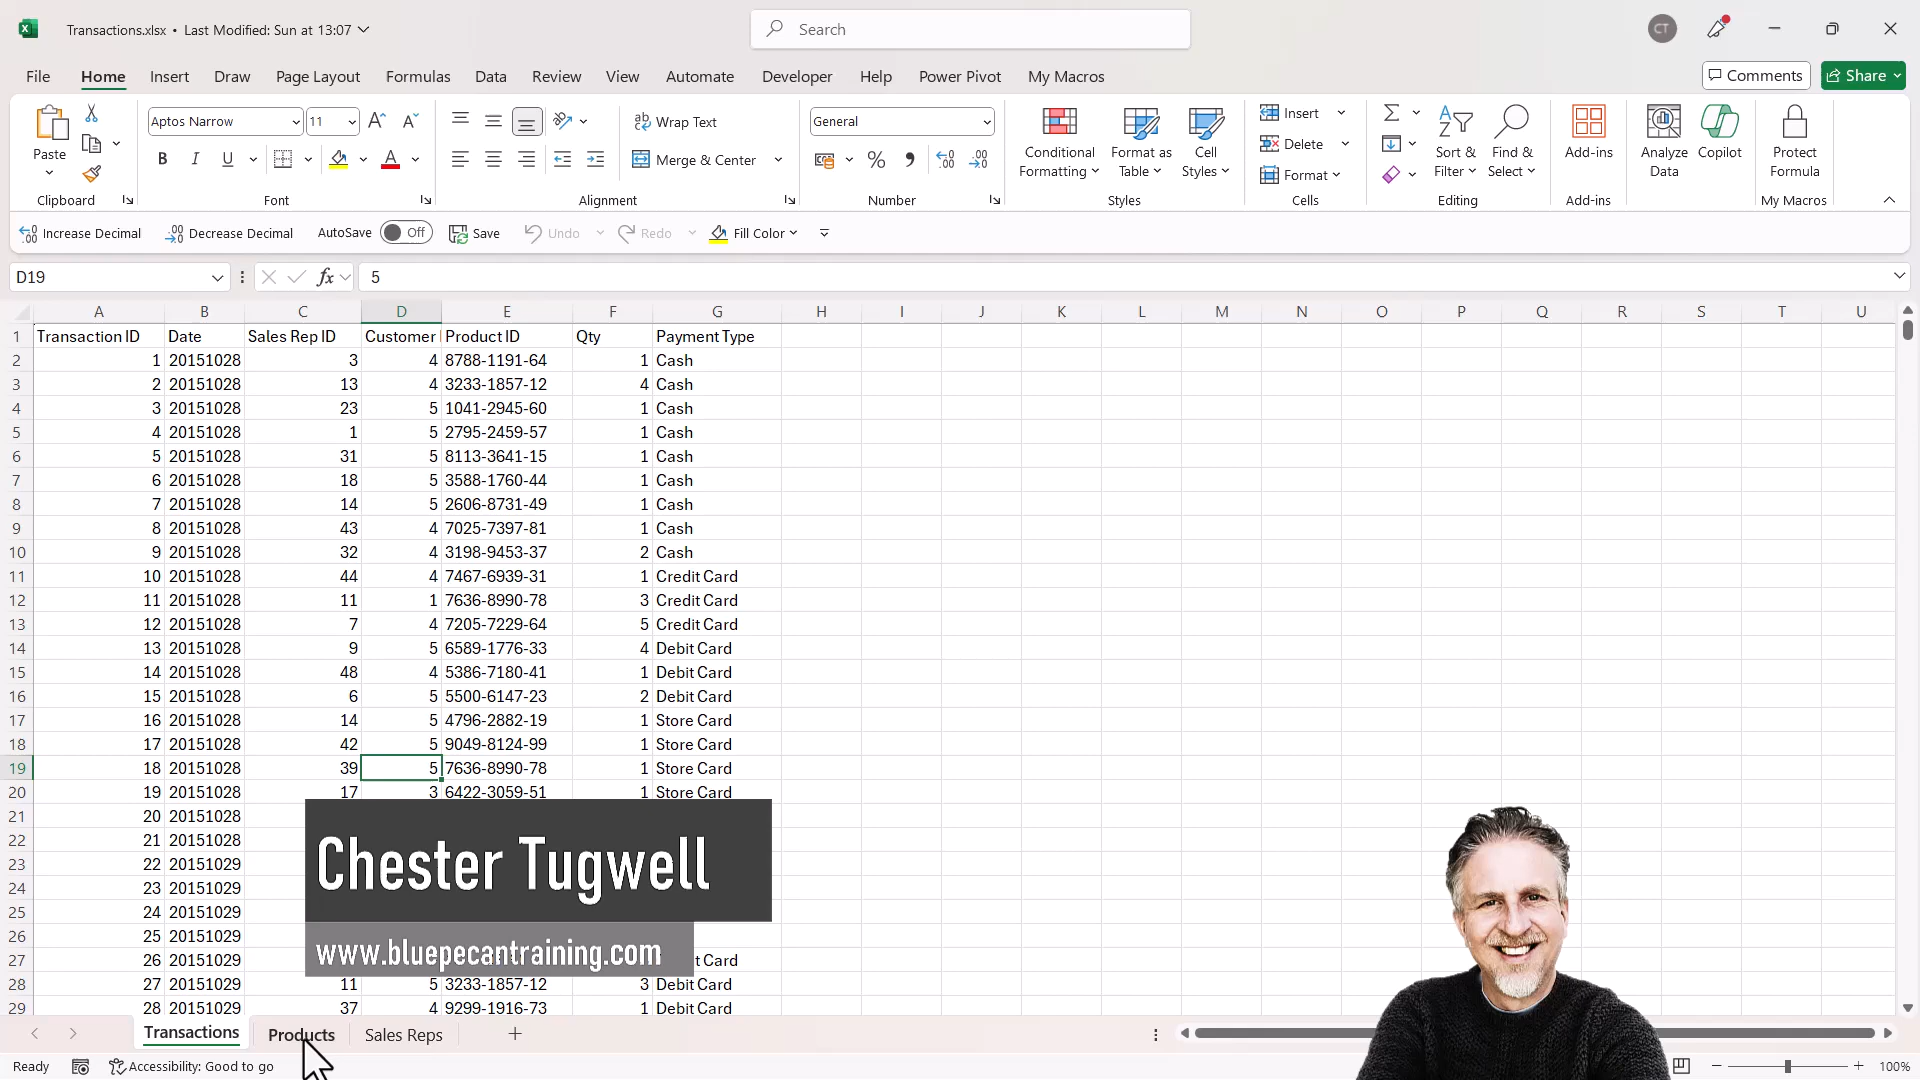 Transactions.xlsx • Last Modified: Sun at 13:07
Search
CT
File Home Insert Draw Page Layout Formulas Data Review View Automate Developer Help Power Pivot My Macros
Comments Share
Paste
Clipboard
Aptos Narrow 11
B I U
Font
Wrap Text
Merge & Center
Alignment
General
Number
Conditional Formatting
Format as Table
Cell Styles
Styles
Insert
Delete
Format
Cells
Sort & Filter
Find & Select
Editing
Add-ins
Add-ins
Analyze Data
Copilot
Protect Formula
My Macros
Increase Decimal Decrease Decimal AutoSave Off Save Undo Redo Fill Color
D19 fx 5
A B C D E F G H I J K L M N O P Q R S T U
1 Transaction ID Date Sales Rep ID Customer Product ID Qty Payment Type
2 1 20151028 3 4 8788-1191-64 1 Cash
3 2 20151028 13 4 3233-1857-12 4 Cash
4 3 20151028 23 5 1041-2945-60 1 Cash
5 4 20151028 1 5 2795-2459-57 1 Cash
6 5 20151028 31 5 8113-3641-15 1 Cash
7 6 20151028 18 5 3588-1760-44 1 Cash
8 7 20151028 14 5 2606-8731-49 1 Cash
9 8 20151028 43 4 7025-7397-81 1 Cash
10 9 20151028 32 4 3198-9453-37 2 Cash
11 10 20151028 44 4 7467-6939-31 1 Credit Card
12 11 20151028 11 1 7636-8990-78 3 Credit Card
13 12 20151028 7 4 7205-7229-64 5 Credit Card
14 13 20151028 9 5 6589-1776-33 4 Debit Card
15 14 20151028 48 4 5386-7180-41 1 Debit Card
16 15 20151028 6 5 5500-6147-23 2 Debit Card
17 16 20151028 14 5 4796-2882-19 1 Store Card
18 17 20151028 42 5 9049-8124-99 1 Store Card
19 18 20151028 39 5 7636-8990-78 1 Store Card
20 19 20151028 17 3 6422-3059-51 1 Store Card
21 20 20151028
22 21 20151028
23 22 20151029
24 23 20151029
25 24 20151029
26 25 20151029
27 26 20151029 t Card
28 27 20151029 11 5 3233-1857-12 3 Debit Card
29 28 20151029 37 4 9299-1916-73 1 Debit Card
Chester Tugwell
www.bluepecantraining.com
Transactions Products Sales Reps
Ready Accessibility: Good to go 100%